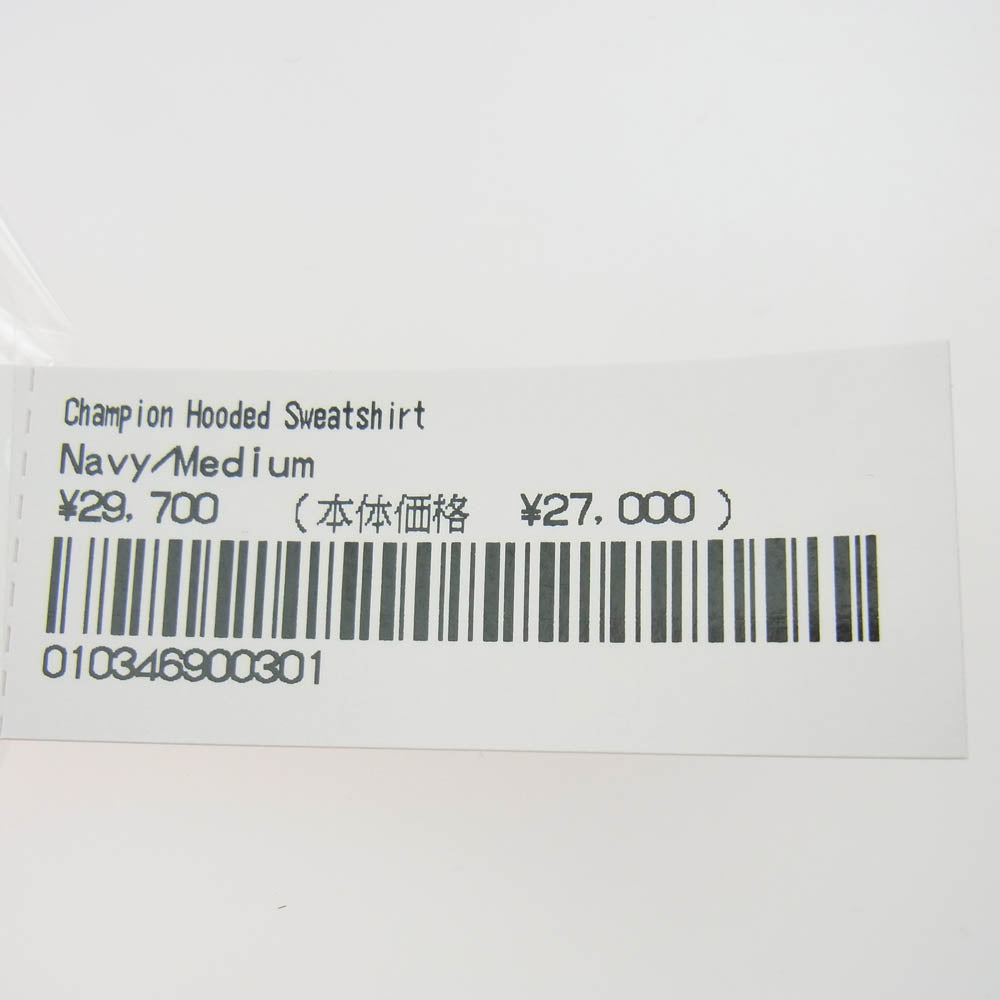 Champion Hooded Sweatshirt
Navy/Medium
¥29,700 (本体価格 ¥27,000)
010346900301